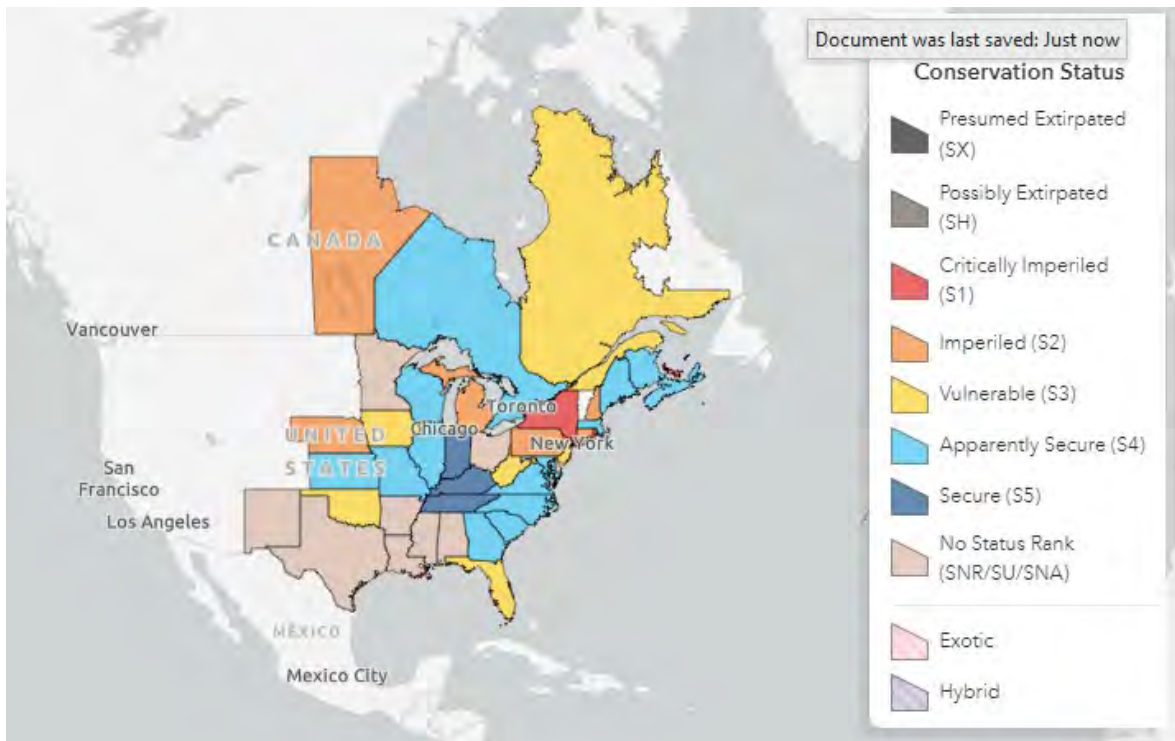 Document was last saved: Just now
Conservation Status
Presumed Extirpated
(SX)
Possibly Extirpated
(SH)
Critically Imperiled
(S1)
Imperiled (S2)
Vulnerable (S3)
Apparently Secure (S4)
Secure (S5)
No Status Rank
(SNR/SU/SNA)
Exotic
Hybrid
CANADA
Vancouver
Toronto
Chicago
UNITED
New York
STATES
San
Francisco
Los Angeles
MÉXICO
Mexico City